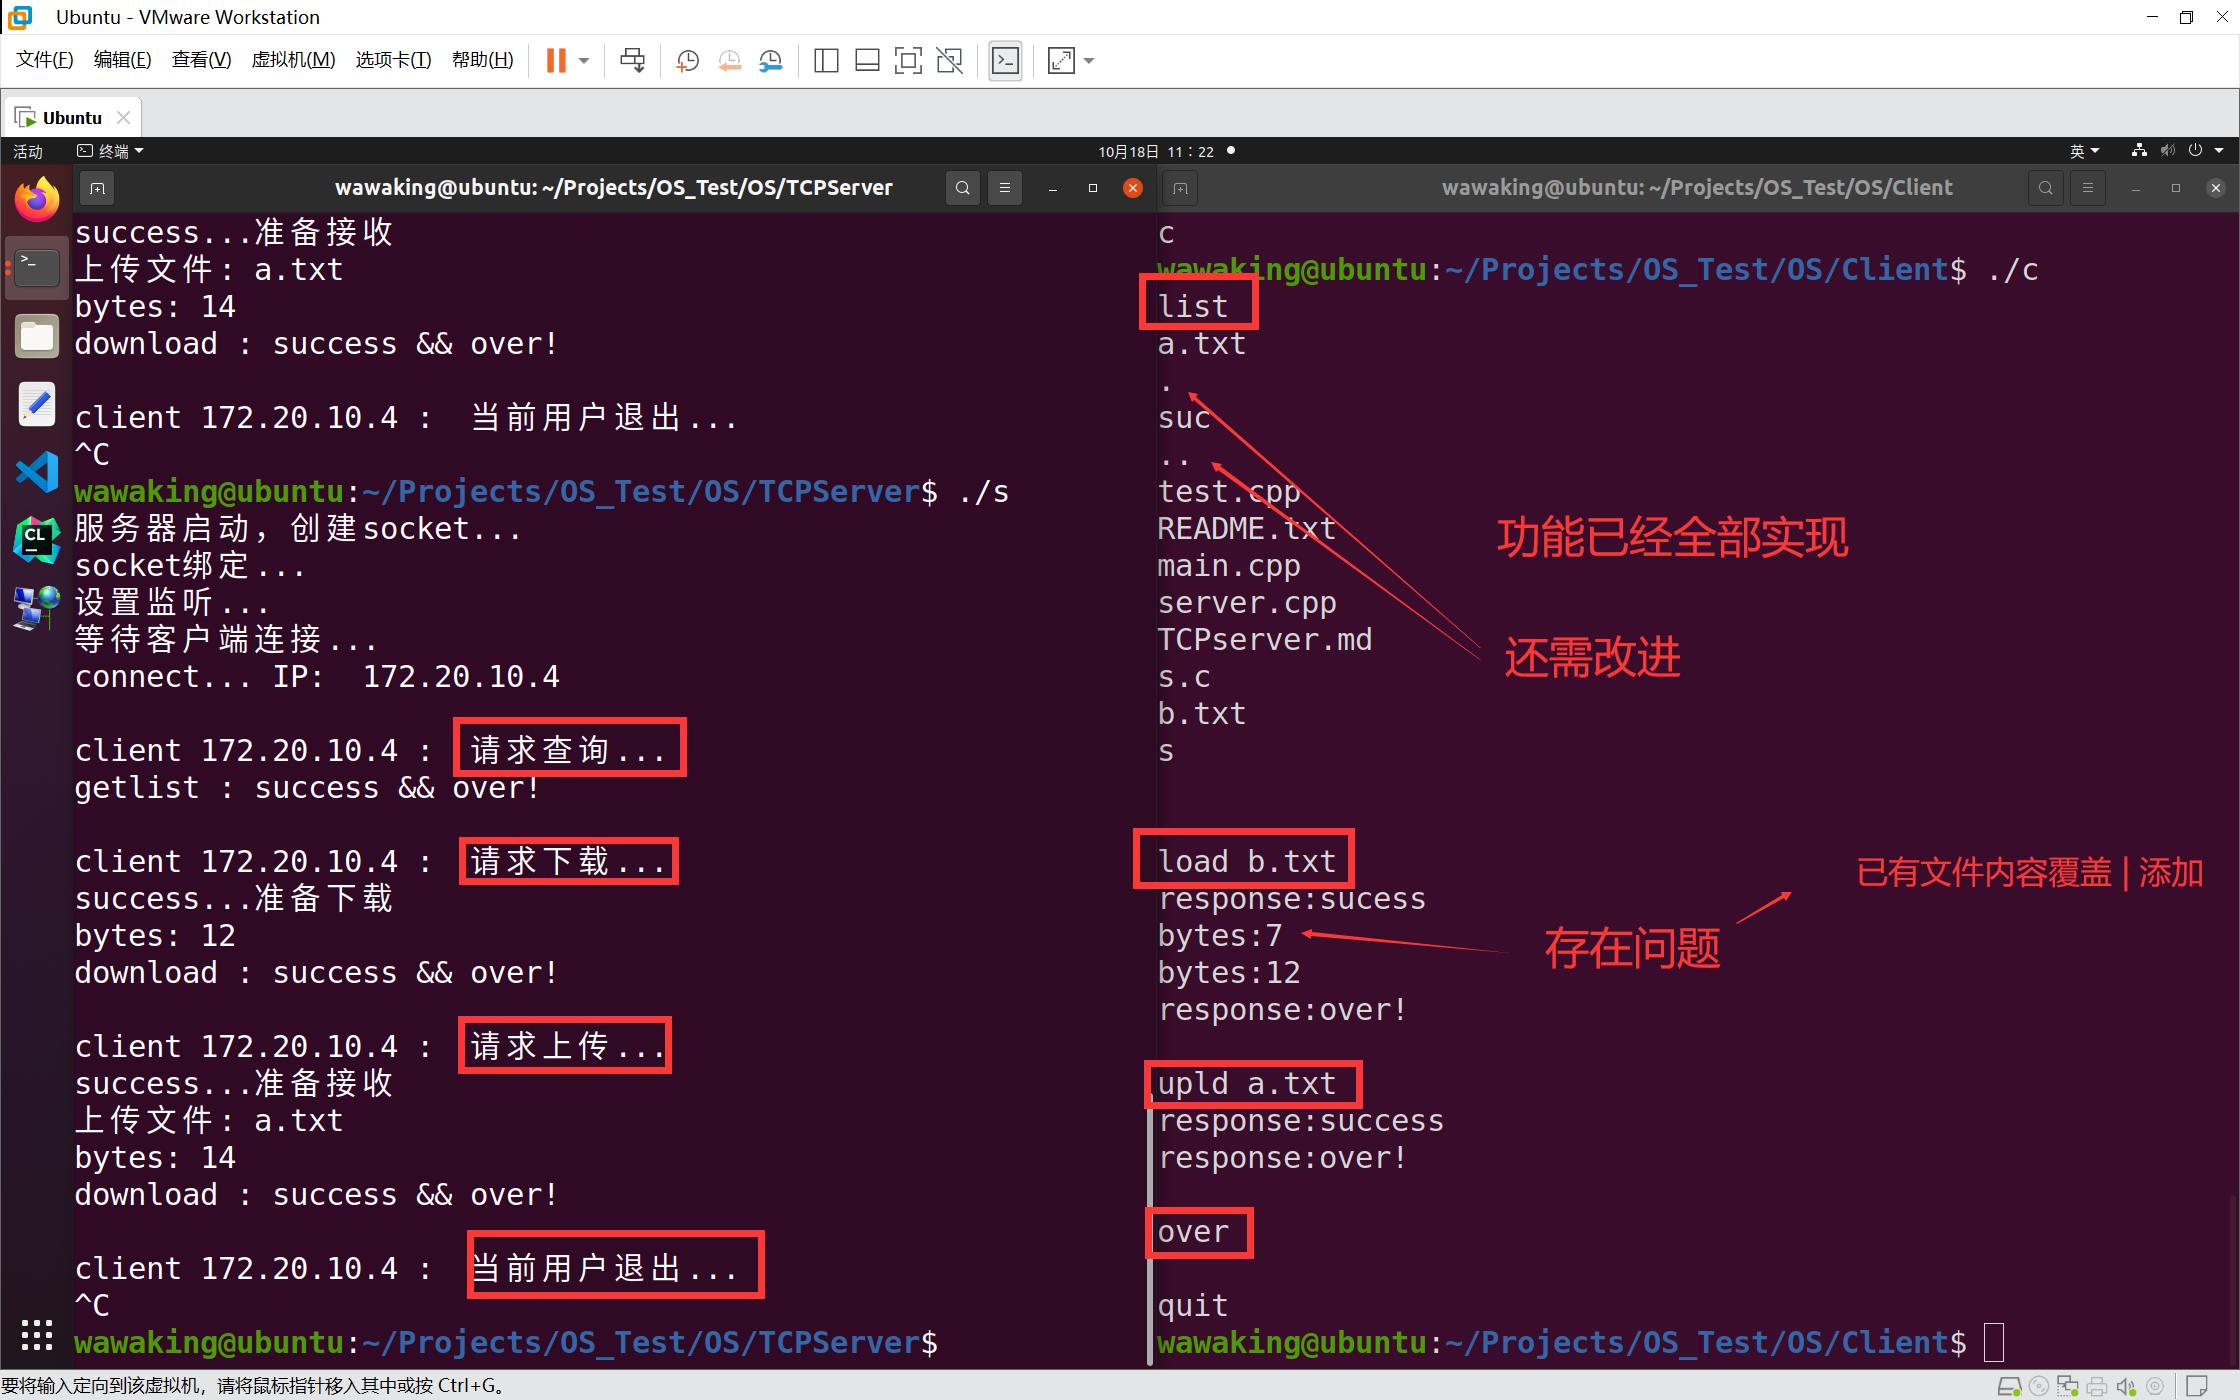 Ubuntu - VMware Workstation
文件(F) 编辑(E) 查看(V) 虚拟机(M) 选项卡(T) 帮助(H)
Ubuntu
活动 终端 10月18日 11：22 英
wawaking@ubuntu: ~/Projects/OS_Test/OS/TCPServer
success...准备接收
上传文件: a.txt
bytes: 14
download : success && over!
client 172.20.10.4 : 当前用户退出...
^C
wawaking@ubuntu:~/Projects/OS_Test/OS/TCPServer$ ./s
服务器启动，创建socket...
socket绑定...
设置监听...
等待客户端连接...
connect... IP: 172.20.10.4
client 172.20.10.4 : 请求查询...
getlist : success && over!
client 172.20.10.4 : 请求下载...
success...准备下载
bytes: 12
download : success && over!
client 172.20.10.4 : 请求上传...
success...准备接收
上传文件: a.txt
bytes: 14
download : success && over!
client 172.20.10.4 : 当前用户退出...
^C
wawaking@ubuntu:~/Projects/OS_Test/OS/TCPServer$
wawaking@ubuntu: ~/Projects/OS_Test/OS/Client
c
wawaking@ubuntu:~/Projects/OS_Test/OS/Client$ ./c
list
a.txt
.
suc
..
test.cpp
README.txt
main.cpp
server.cpp
TCPserver.md
s.c
b.txt
s
功能已经全部实现
还需改进
load b.txt
response:sucess
bytes:7
bytes:12
response:over!
已有文件内容覆盖 | 添加
存在问题
upld a.txt
response:success
response:over!
over
quit
wawaking@ubuntu:~/Projects/OS_Test/OS/Client$
要将输入定向到该虚拟机，请将鼠标指针移入其中或按 Ctrl+G。